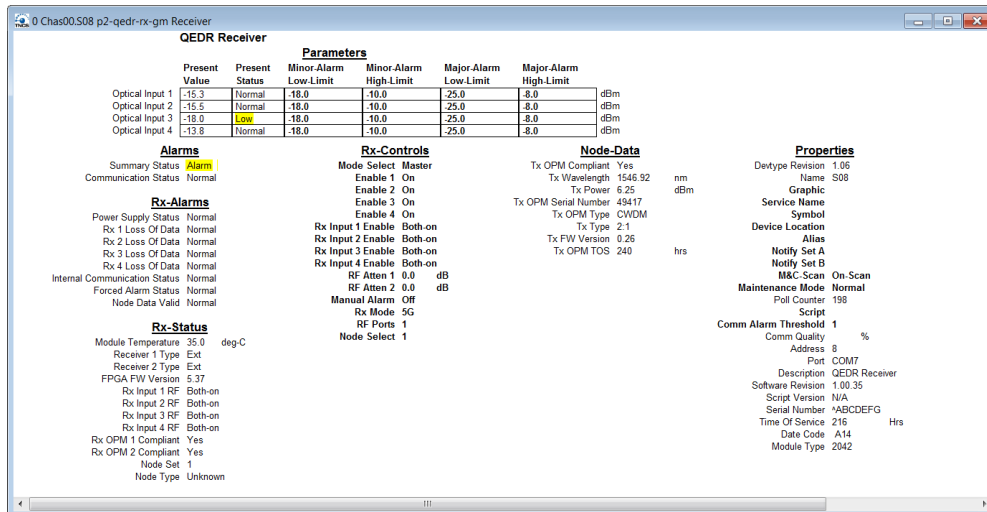 0 Chas00.S08 p2-qedr-rx-gm Receiver
QEDR Receiver
Parameters
Present Value Present Status Minor-Alarm Low-Limit Minor-Alarm High-Limit Major-Alarm Low-Limit Major-Alarm High-Limit
Optical Input 1 -15.3 Normal -18.0 -10.0 -25.0 -8.0 dBm
Optical Input 2 -15.5 Normal -18.0 -10.0 -25.0 -8.0 dBm
Optical Input 3 -18.0 Low -18.0 -10.0 -25.0 -8.0 dBm
Optical Input 4 -13.8 Normal -18.0 -10.0 -25.0 -8.0 dBm
Alarms
Summary Status Alarm
Communication Status Normal
Rx-Alarms
Power Supply Status Normal
Rx 1 Loss Of Data Normal
Rx 2 Loss Of Data Normal
Rx 3 Loss Of Data Normal
Rx 4 Loss Of Data Normal
Internal Communication Status Normal
Forced Alarm Status Normal
Node Data Valid Normal
Rx-Status
Module Temperature 35.0 deg-C
Receiver 1 Type Ext
Receiver 2 Type Ext
FPGA FW Version 5.37
Rx Input 1 RF Both-on
Rx Input 2 RF Both-on
Rx Input 3 RF Both-on
Rx Input 4 RF Both-on
Rx OPM 1 Compliant Yes
Rx OPM 2 Compliant Yes
Node Set 1
Node Type Unknown
Rx-Controls
Mode Select Master
Enable 1 On
Enable 2 On
Enable 3 On
Enable 4 On
Rx Input 1 Enable Both-on
Rx Input 2 Enable Both-on
Rx Input 3 Enable Both-on
Rx Input 4 Enable Both-on
RF Atten 1 0.0 dB
RF Atten 2 0.0 dB
Manual Alarm Off
Rx Mode 5G
RF Ports 1
Node Select 1
Node-Data
Tx OPM Compliant Yes
Tx Wavelength 1546.92 nm
Tx Power 6.25 dBm
Tx OPM Serial Number 49417
Tx OPM Type CWDM
Tx Type 2:1
Tx FW Version 0.26
Tx OPM TOS 240 hrs
Properties
Devtype Revision 1.06
Name S08
Graphic
Service Name
Symbol
Device Location
Alias
Notify Set A
Notify Set B
M&C-Scan On-Scan
Maintenance Mode Normal
Poll Counter 198
Script
Comm Alarm Threshold 1
Comm Quality %
Address 8
Port COM7
Description QEDR Receiver
Software Revision 1.00.35
Script Version N/A
Serial Number ^ABCDEFG
Time Of Service 216 Hrs
Date Code A14
Module Type 2042